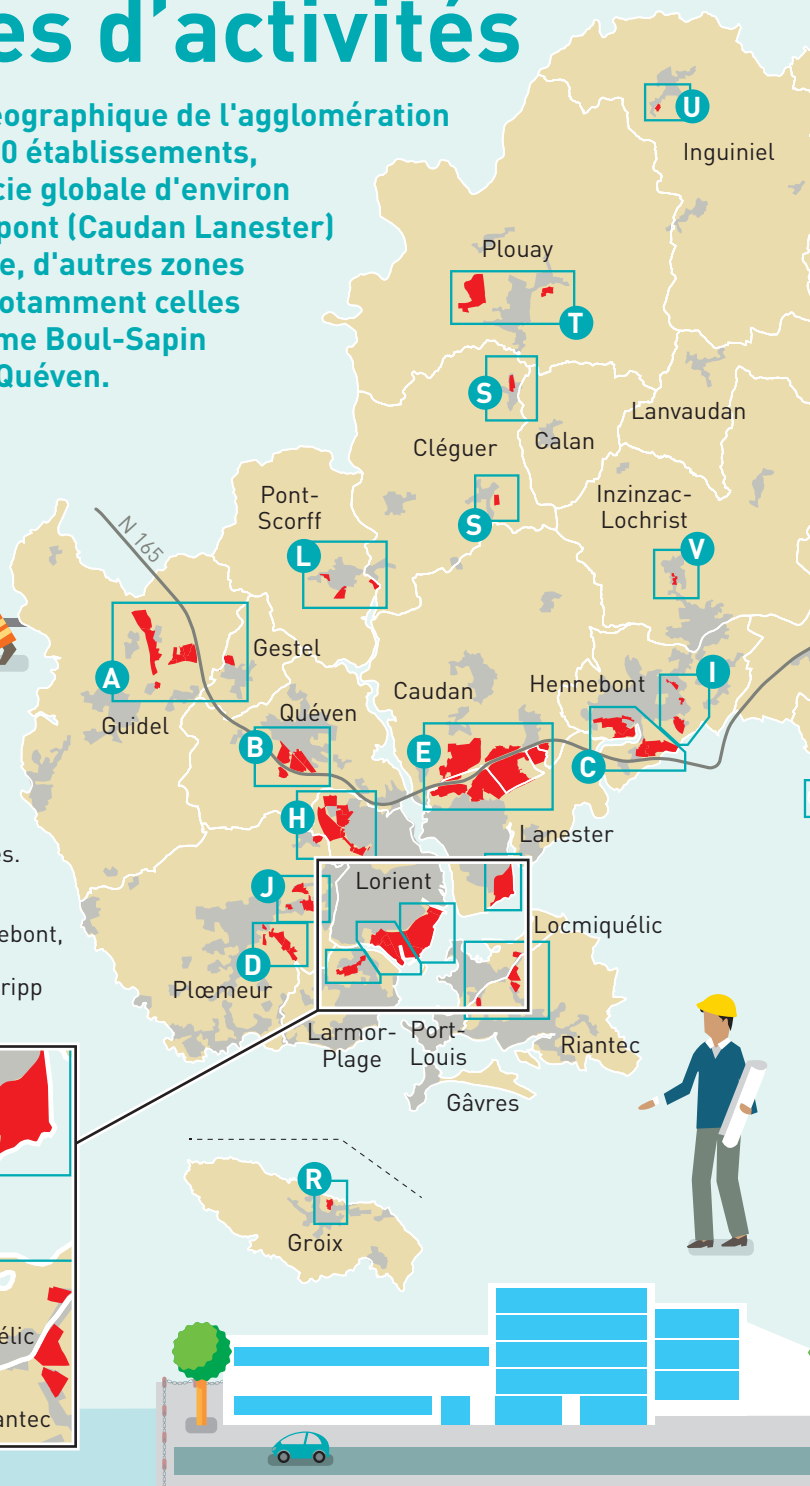 es d'activités
éographique de l'agglomération
0 établissements,
cie globale d'environ
pont (Caudan Lanester)
e, d'autres zones
notamment celles
me Boul-Sapin
Quéven.
U
Inguiniel
Plouay
T
S
Lanvaudan
Calan
Cléguer
Pont-
Scorff
Inzinzac-
Lochrist
S
N 165
L
V
Gestel
A
Guidel
Hennebont
I
Caudan
Quéven
B
E
C
H
Lanester
es.
Lorient
J
Locmiquélic
ebont,
D
Plœmeur
ripp
Larmor-
Plage
Port-
Louis
Riantec
Gâvres
R
Groix
élic
antec